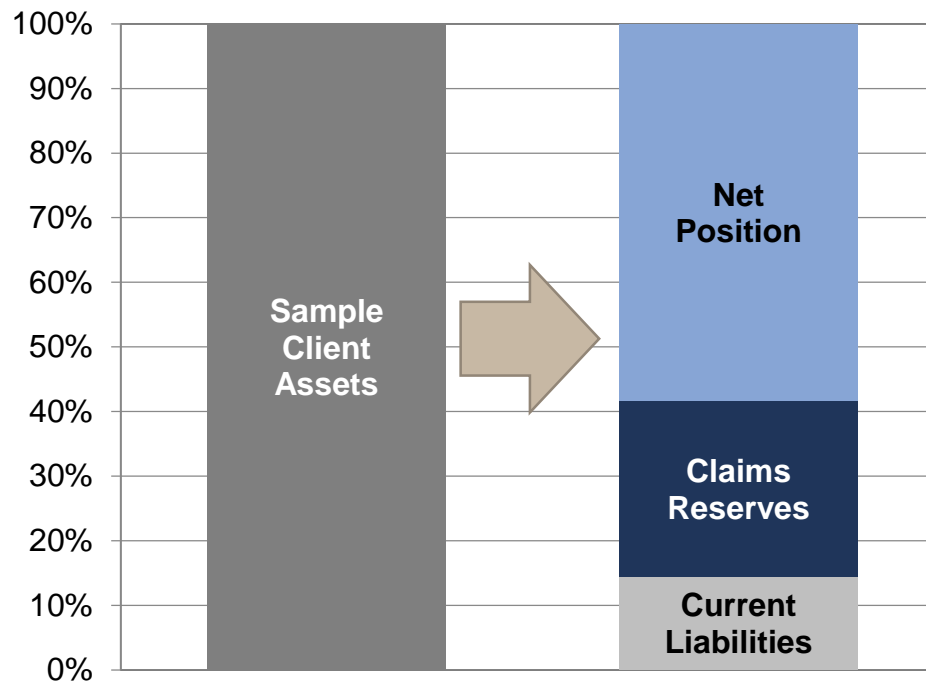 100%
90%
80%
70%
60%
50%
40%
30%
20%
10%
0%
Sample
Client
Assets
Net
Position
Claims
Reserves
Current
Liabilities